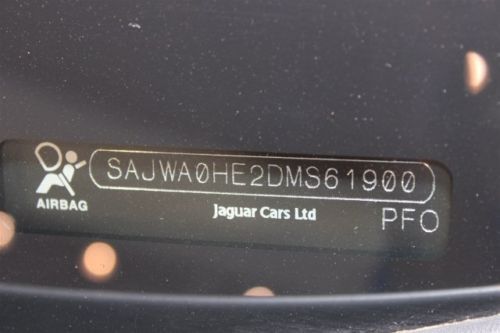 SAJWA0HE2DMS61900
AIRBAG
Jaguar Cars Ltd
PFO